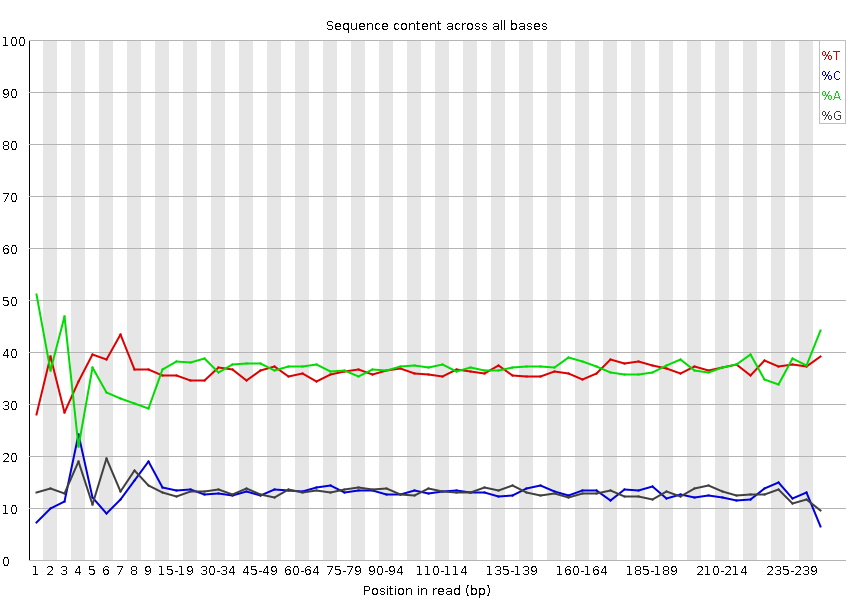 Sequence content across all bases
100
90
80
70
60
50
40
30
20
10
0
%T
%C
%A
%G
1 2 3 4 5 6 7 8 9 15-19 30-34 45-49 60-64 75-79 90-94 110-114 135-139 160-164 185-189 210-214 235-239
Position in read (bp)